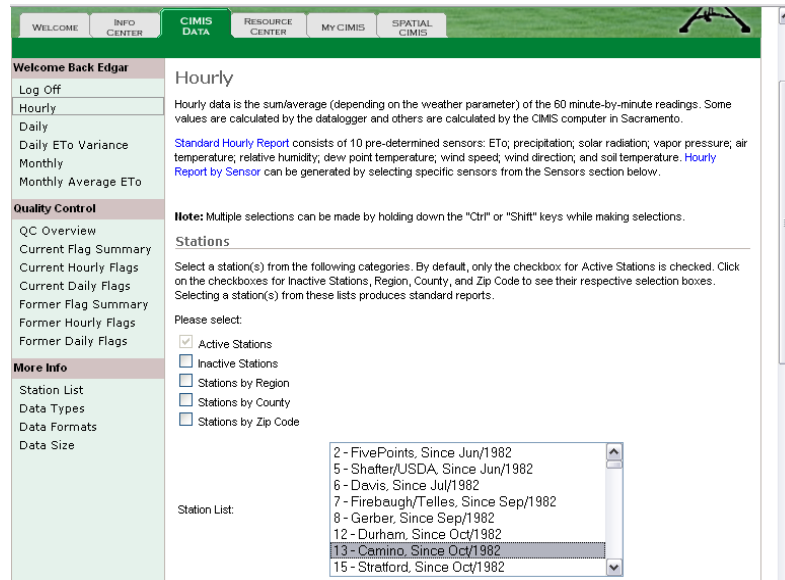 WELCOME
INFO CENTER
CIMIS DATA
RESOURCE CENTER
MY CIMIS
SPATIAL CIMIS
Welcome Back Edgar
Log Off
Hourly
Daily
Daily ETo Variance
Monthly
Monthly Average ETo
Quality Control
QC Overview
Current Flag Summary
Current Hourly Flags
Current Daily Flags
Former Flag Summary
Former Hourly Flags
Former Daily Flags
More Info
Station List
Data Types
Data Formats
Data Size
Hourly
Hourly data is the sum/average (depending on the weather parameter) of the 60 minute-by-minute readings. Some
values are calculated by the datalogger and others are calculated by the CIMIS computer in Sacramento.
Standard Hourly Report consists of 10 pre-determined sensors: ETo; precipitation; solar radiation; vapor pressure; air
temperature; relative humidity; dew point temperature; wind speed; wind direction; and soil temperature. Hourly
Report by Sensor can be generated by selecting specific sensors from the Sensors section below.
Note: Multiple selections can be made by holding down the "Ctrl" or "Shift" keys while making selections.
Stations
Select a station(s) from the following categories. By default, only the checkbox for Active Stations is checked. Click
on the checkboxes for Inactive Stations, Region, County, and Zip Code to see their respective selection boxes.
Selecting a station(s) from these lists produces standard reports.
Please select:
Active Stations
Inactive Stations
Stations by Region
Stations by County
Stations by Zip Code
Station List:
2 - FivePoints, Since Jun/1982
5 - Shafter/USDA, Since Jun/1982
6 - Davis, Since Jul/1982
7 - Firebaugh/Telles, Since Sep/1982
8 - Gerber, Since Sep/1982
12 - Durham, Since Oct/1982
13 - Camino, Since Oct/1982
15 - Stratford, Since Oct/1982